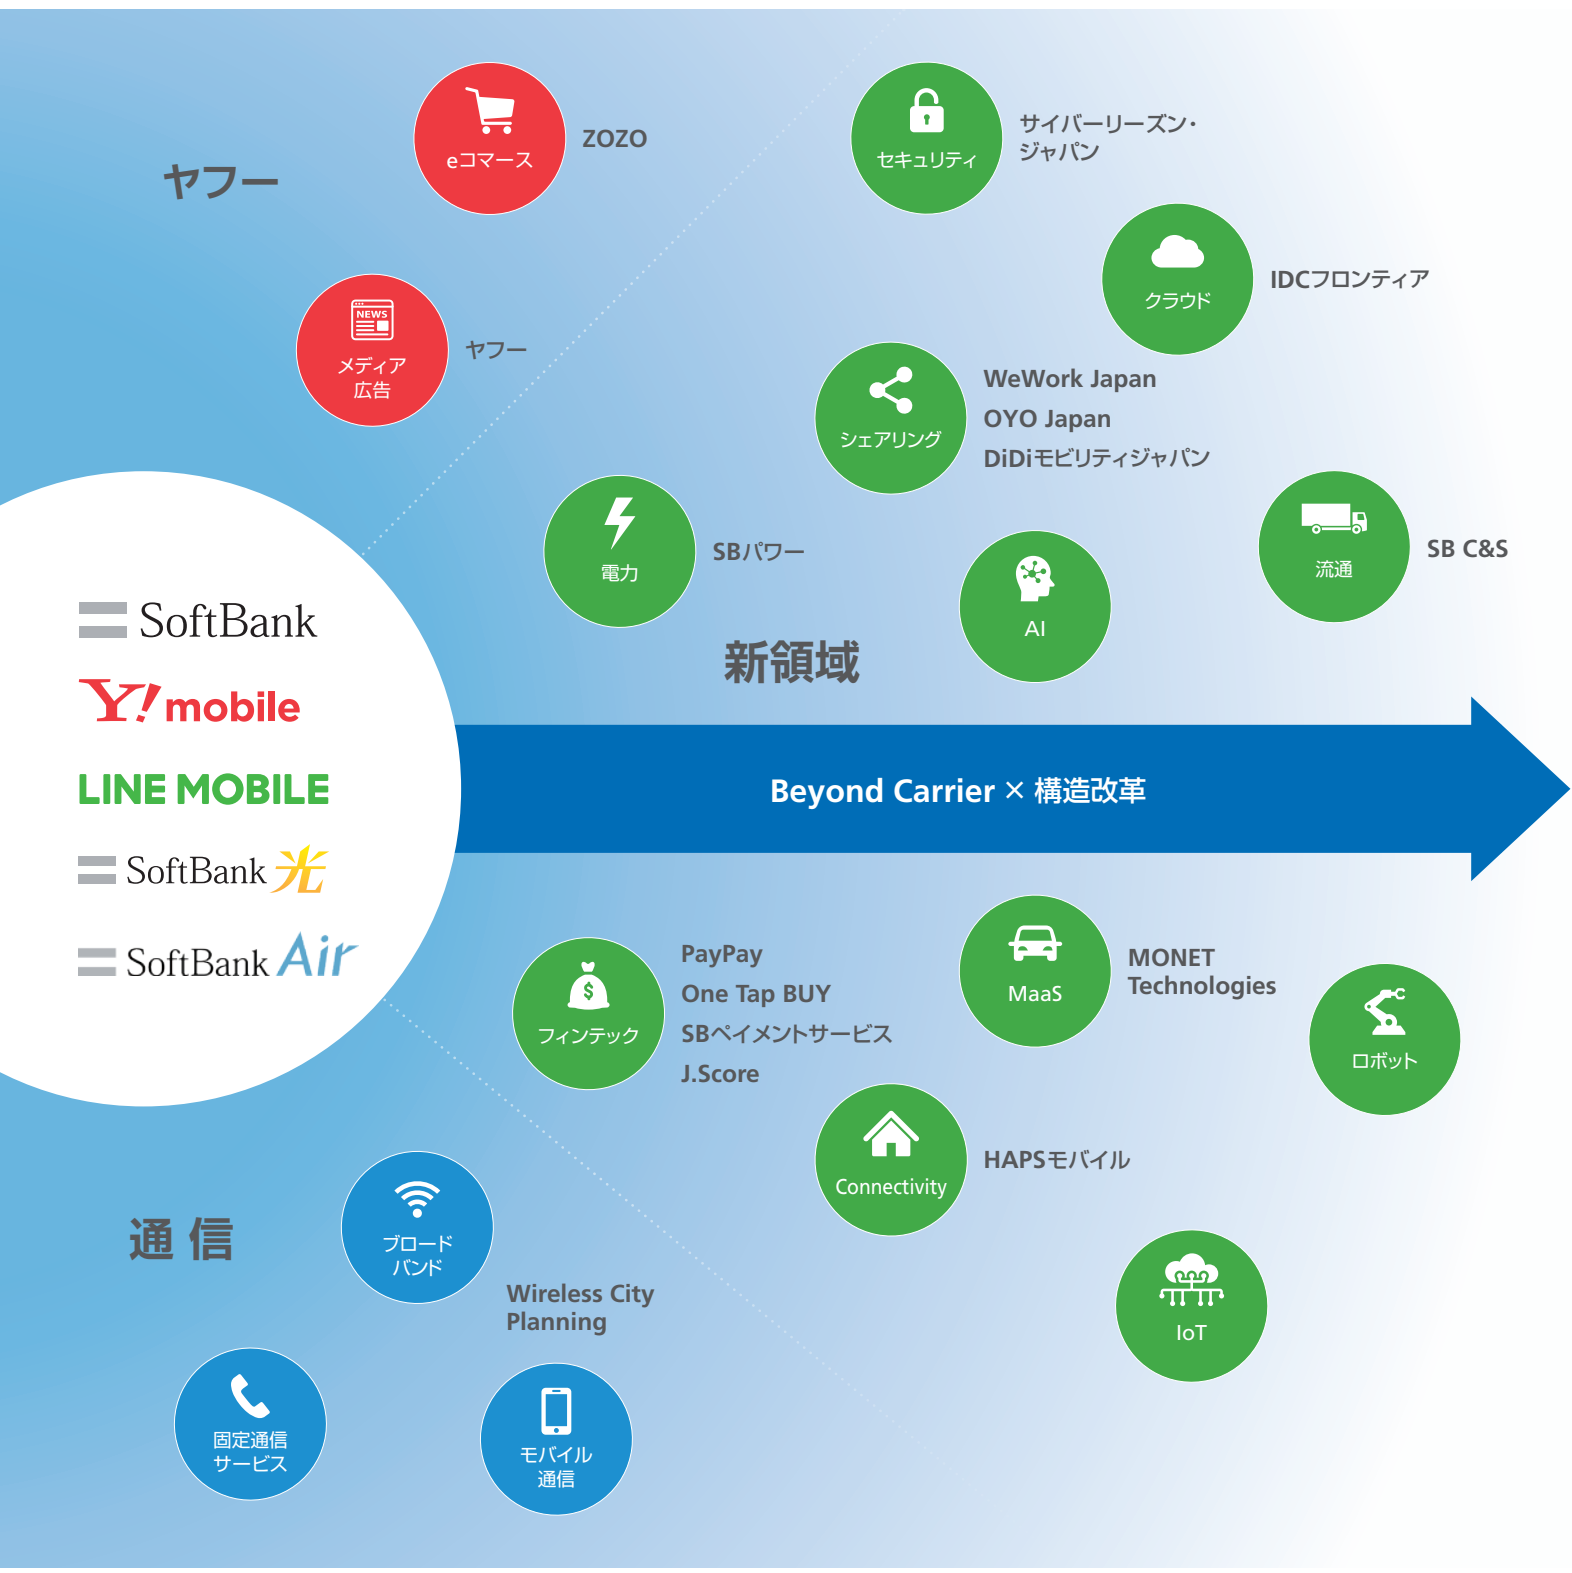 ヤフー
eコマース
ZOZO
NEWS
メディア
広告
ヤフー
セキュリティ
サイバーリーズン・
ジャパン
クラウド
IDCフロンティア
シェアリング
WeWork Japan
OYO Japan
DiDiモビリティジャパン
電力
SBパワー
AI
流通
SB C&S
新領域
SoftBank
Y!mobile
LINE MOBILE
SoftBank 光
SoftBank Air
Beyond Carrier × 構造改革
$
フィンテック
PayPay
One Tap BUY
SBペイメントサービス
J.Score
MaaS
MONET
Technologies
ロボット
Connectivity
HAPSモバイル
IoT
通信
ブロード
バンド
Wireless City
Planning
固定通信
サービス
モバイル
通信